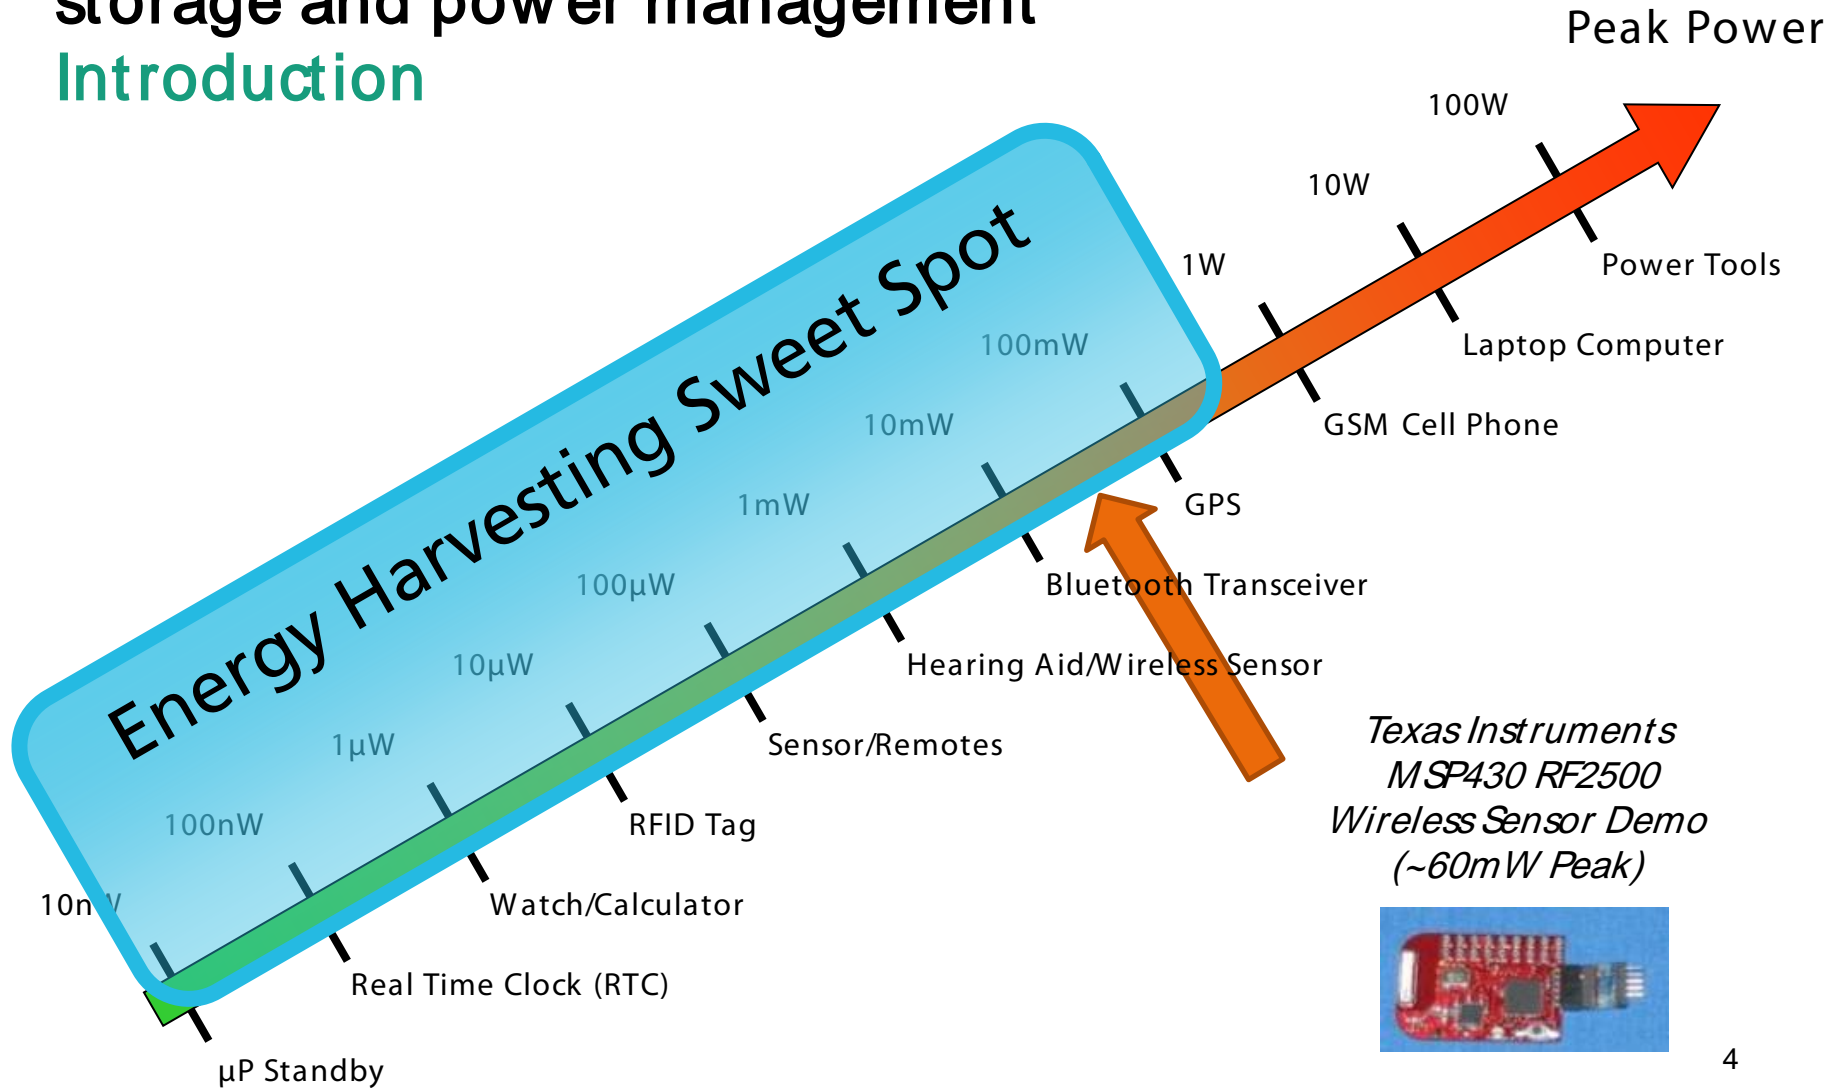 storage and power management
Introduction
Peak Power
100W
10W
1W
100mW
10mW
1mW
100µW
10µW
1µW
100nW
10nW
Energy Harvesting Sweet Spot
Power Tools
Laptop Computer
GSM Cell Phone
GPS
Bluetooth Transceiver
Hearing Aid/Wireless Sensor
Sensor/Remotes
RFID Tag
Watch/Calculator
Real Time Clock (RTC)
µP Standby
Texas Instruments
MSP430 RF2500
Wireless Sensor Demo
(~60mW Peak)
4